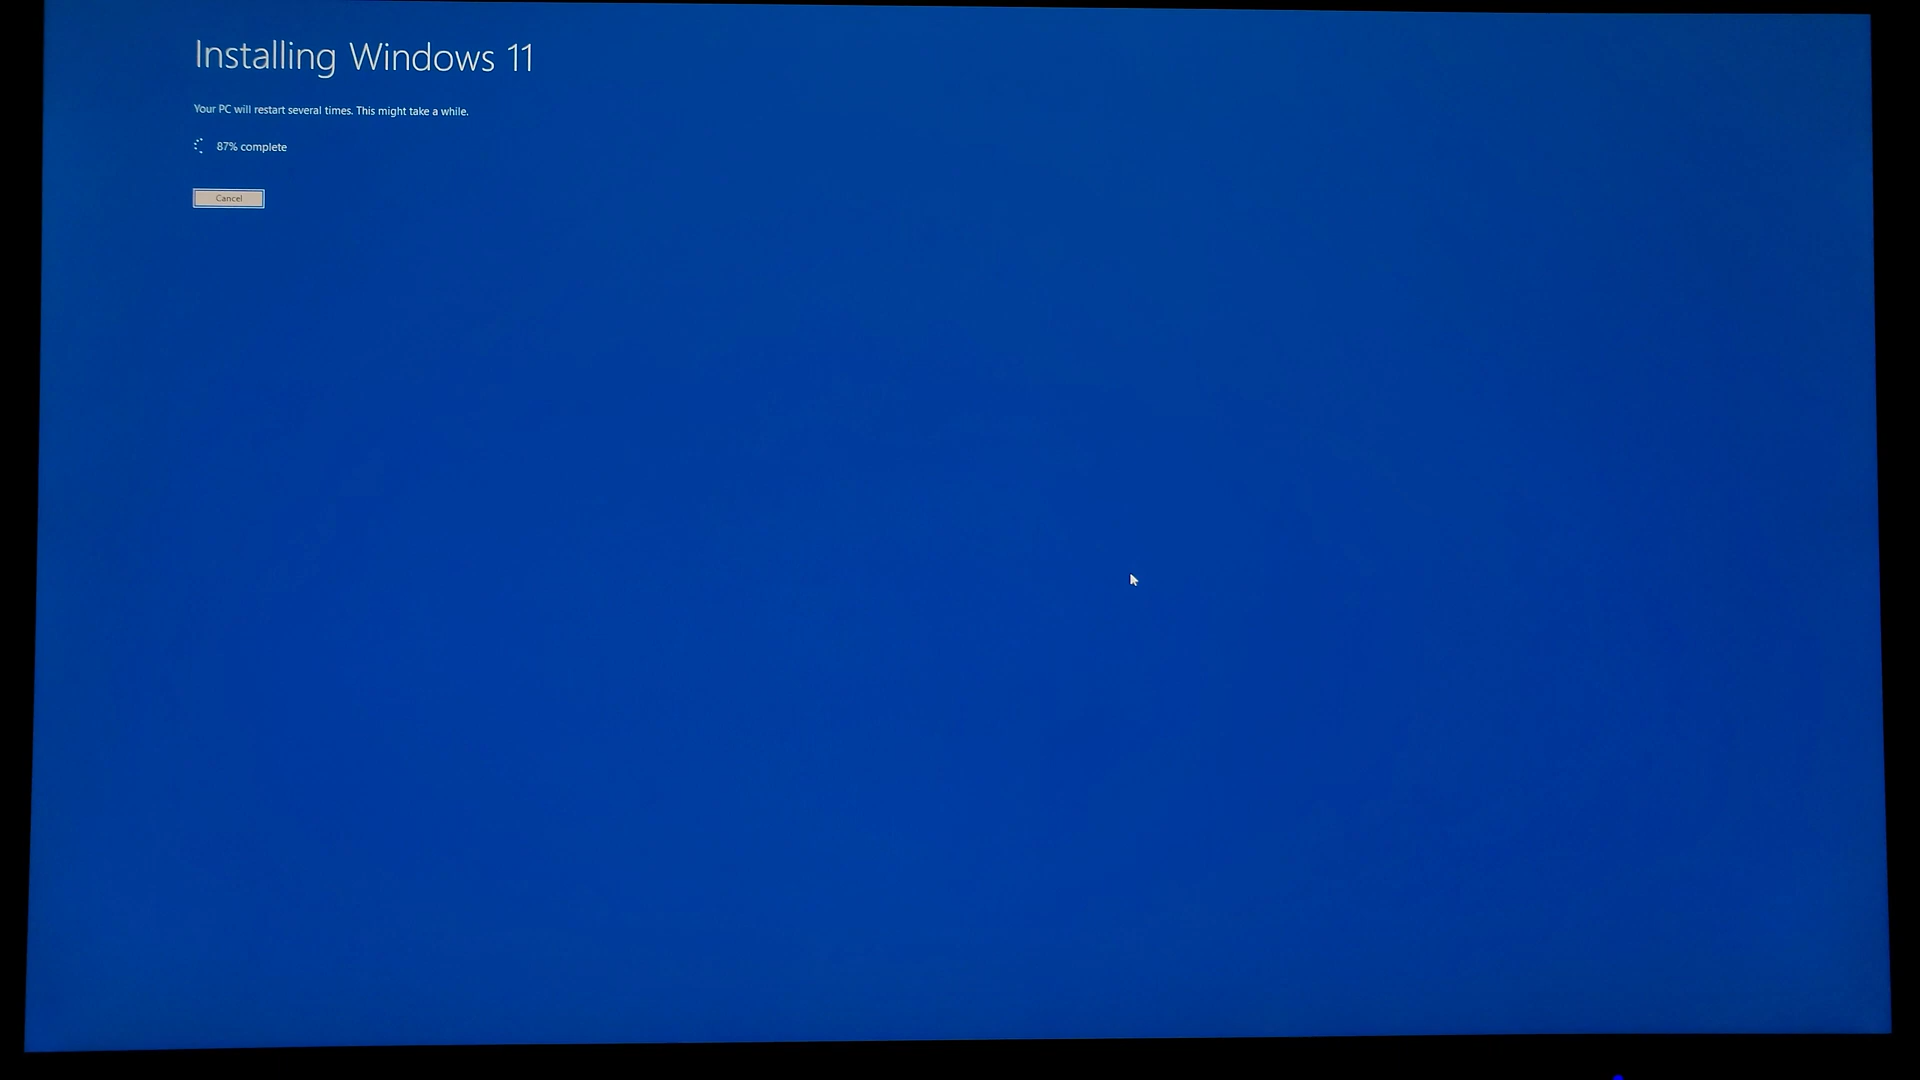 Installing Windows 11
Your PC will restart several times. This might take a while.
87% complete
Cancel